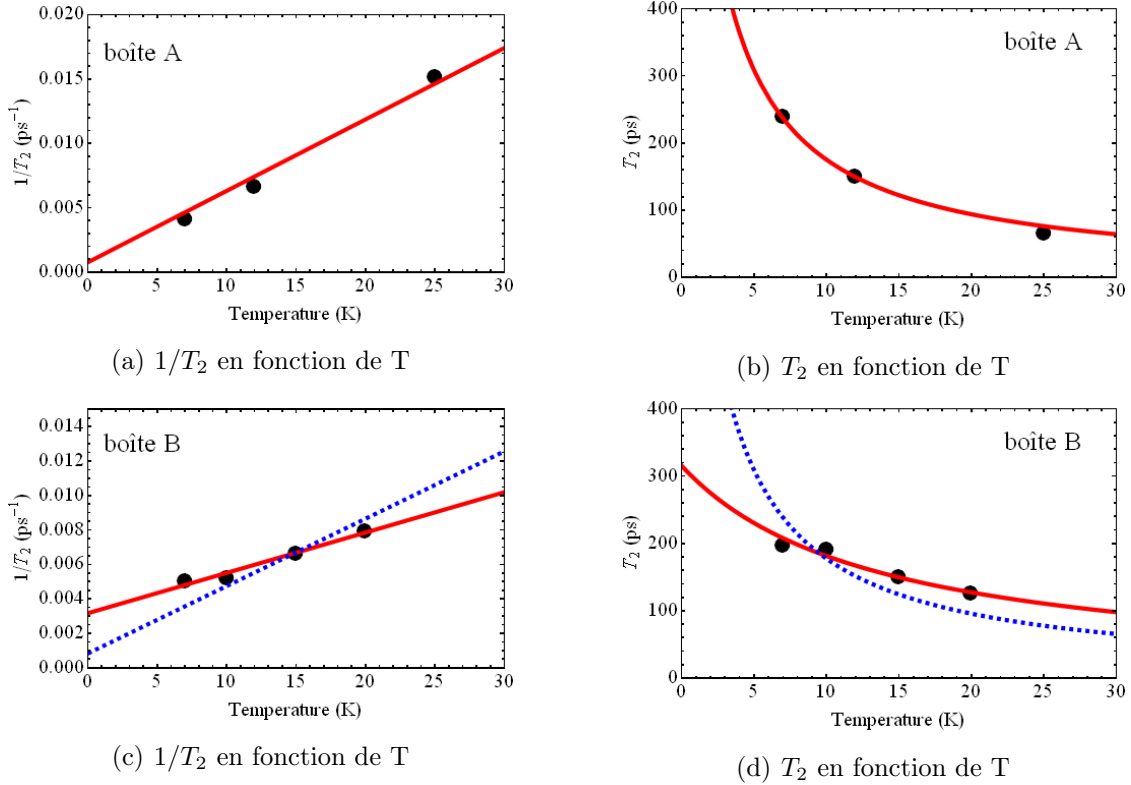 boîte A
0.020
0.015
0.010
0.005
0.000
1/T₂ (ps⁻¹)
0 5 10 15 20 25 30
Temperature (K)
(a) 1/T₂ en fonction de T
boîte A
400
300
200
100
0
T₂ (ps)
0 5 10 15 20 25 30
Temperature (K)
(b) T₂ en fonction de T
boîte B
0.014
0.012
0.010
0.008
0.006
0.004
0.002
0.000
1/T₂ (ps⁻¹)
0 5 10 15 20 25 30
Temperature (K)
(c) 1/T₂ en fonction de T
boîte B
400
300
200
100
0
T₂ (ps)
0 5 10 15 20 25 30
Temperature (K)
(d) T₂ en fonction de T